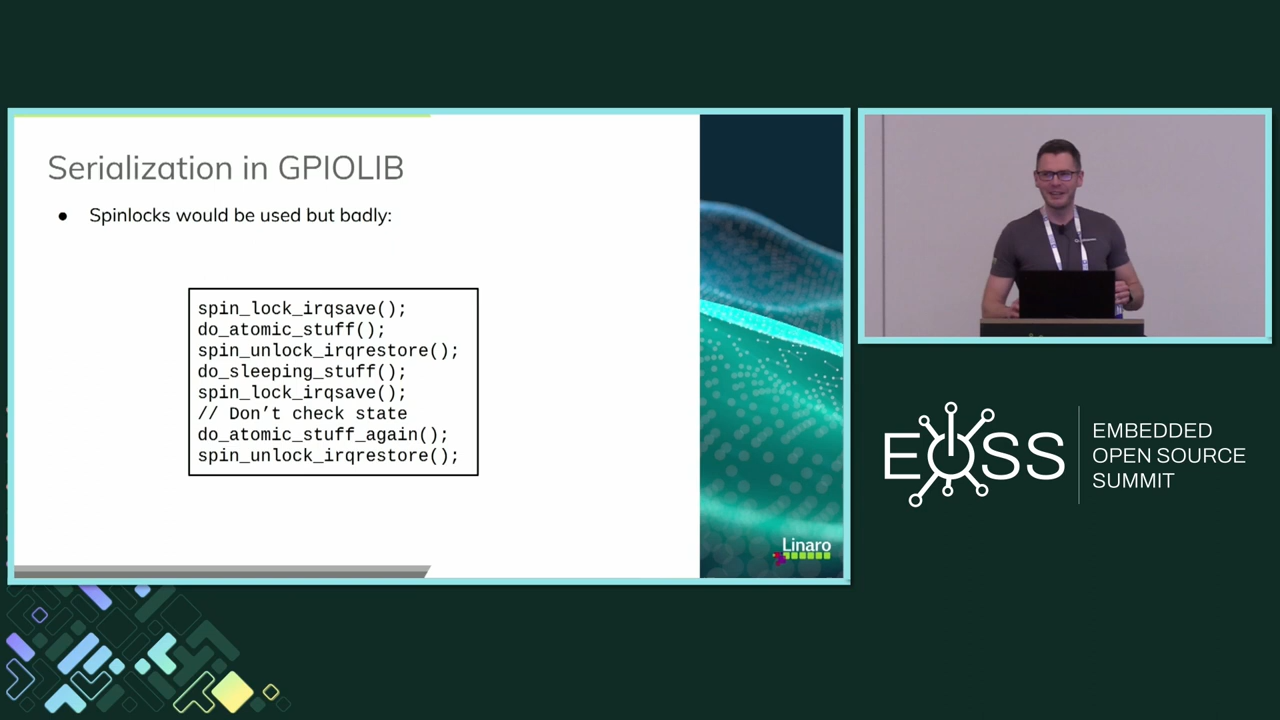 Serialization in GPIOLIB
● Spinlocks would be used but badly:
spin_lock_irqsave();
do_atomic_stuff();
spin_unlock_irqrestore();
do_sleeping_stuff();
spin_lock_irqsave();
// Don’t check state
do_atomic_stuff_again();
spin_unlock_irqrestore();
Linaro
EOSS
EMBEDDED
OPEN SOURCE
SUMMIT